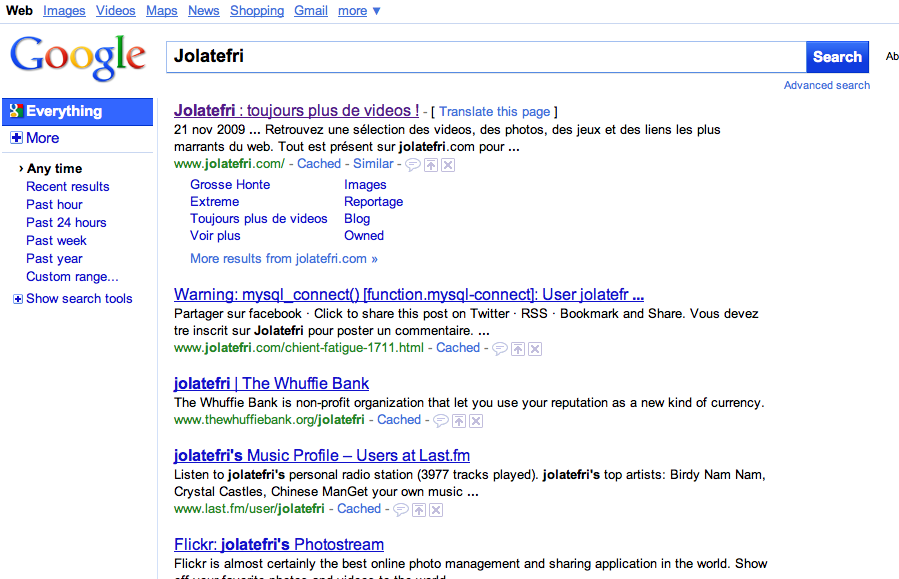 Web Images Videos Maps News Shopping Gmail more ▼
Google
Jolatefri
Search
Ab
Advanced search
Everything
More
› Any time
Recent results
Past hour
Past 24 hours
Past week
Past year
Custom range...
Show search tools
Jolatefri : toujours plus de videos ! - [ Translate this page ]
21 nov 2009 ... Retrouvez une sélection des videos, des photos, des jeux et des liens les plus
marrants du web. Tout est présent sur jolatefri.com pour ...
www.jolatefri.com/ - Cached - Similar -
Grosse Honte Images
Extreme Reportage
Toujours plus de videos Blog
Voir plus Owned
More results from jolatefri.com »
Warning: mysql_connect() [function.mysql-connect]: User jolatefr ...
Partager sur facebook · Click to share this post on Twitter · RSS · Bookmark and Share. Vous devez
tre inscrit sur Jolatefri pour poster un commentaire. ...
www.jolatefri.com/chient-fatigue-1711.html - Cached -
jolatefri | The Whuffie Bank
The Whuffie Bank is non-profit organization that let you use your reputation as a new kind of currency.
www.thewhuffiebank.org/jolatefri - Cached -
jolatefri's Music Profile – Users at Last.fm
Listen to jolatefri's personal radio station (3977 tracks played). jolatefri's top artists: Birdy Nam Nam,
Crystal Castles, Chinese ManGet your own music ...
www.last.fm/user/jolatefri - Cached -
Flickr: jolatefri's Photostream
Flickr is almost certainly the best online photo management and sharing application in the world. Show
off your favorite photos and videos to the world